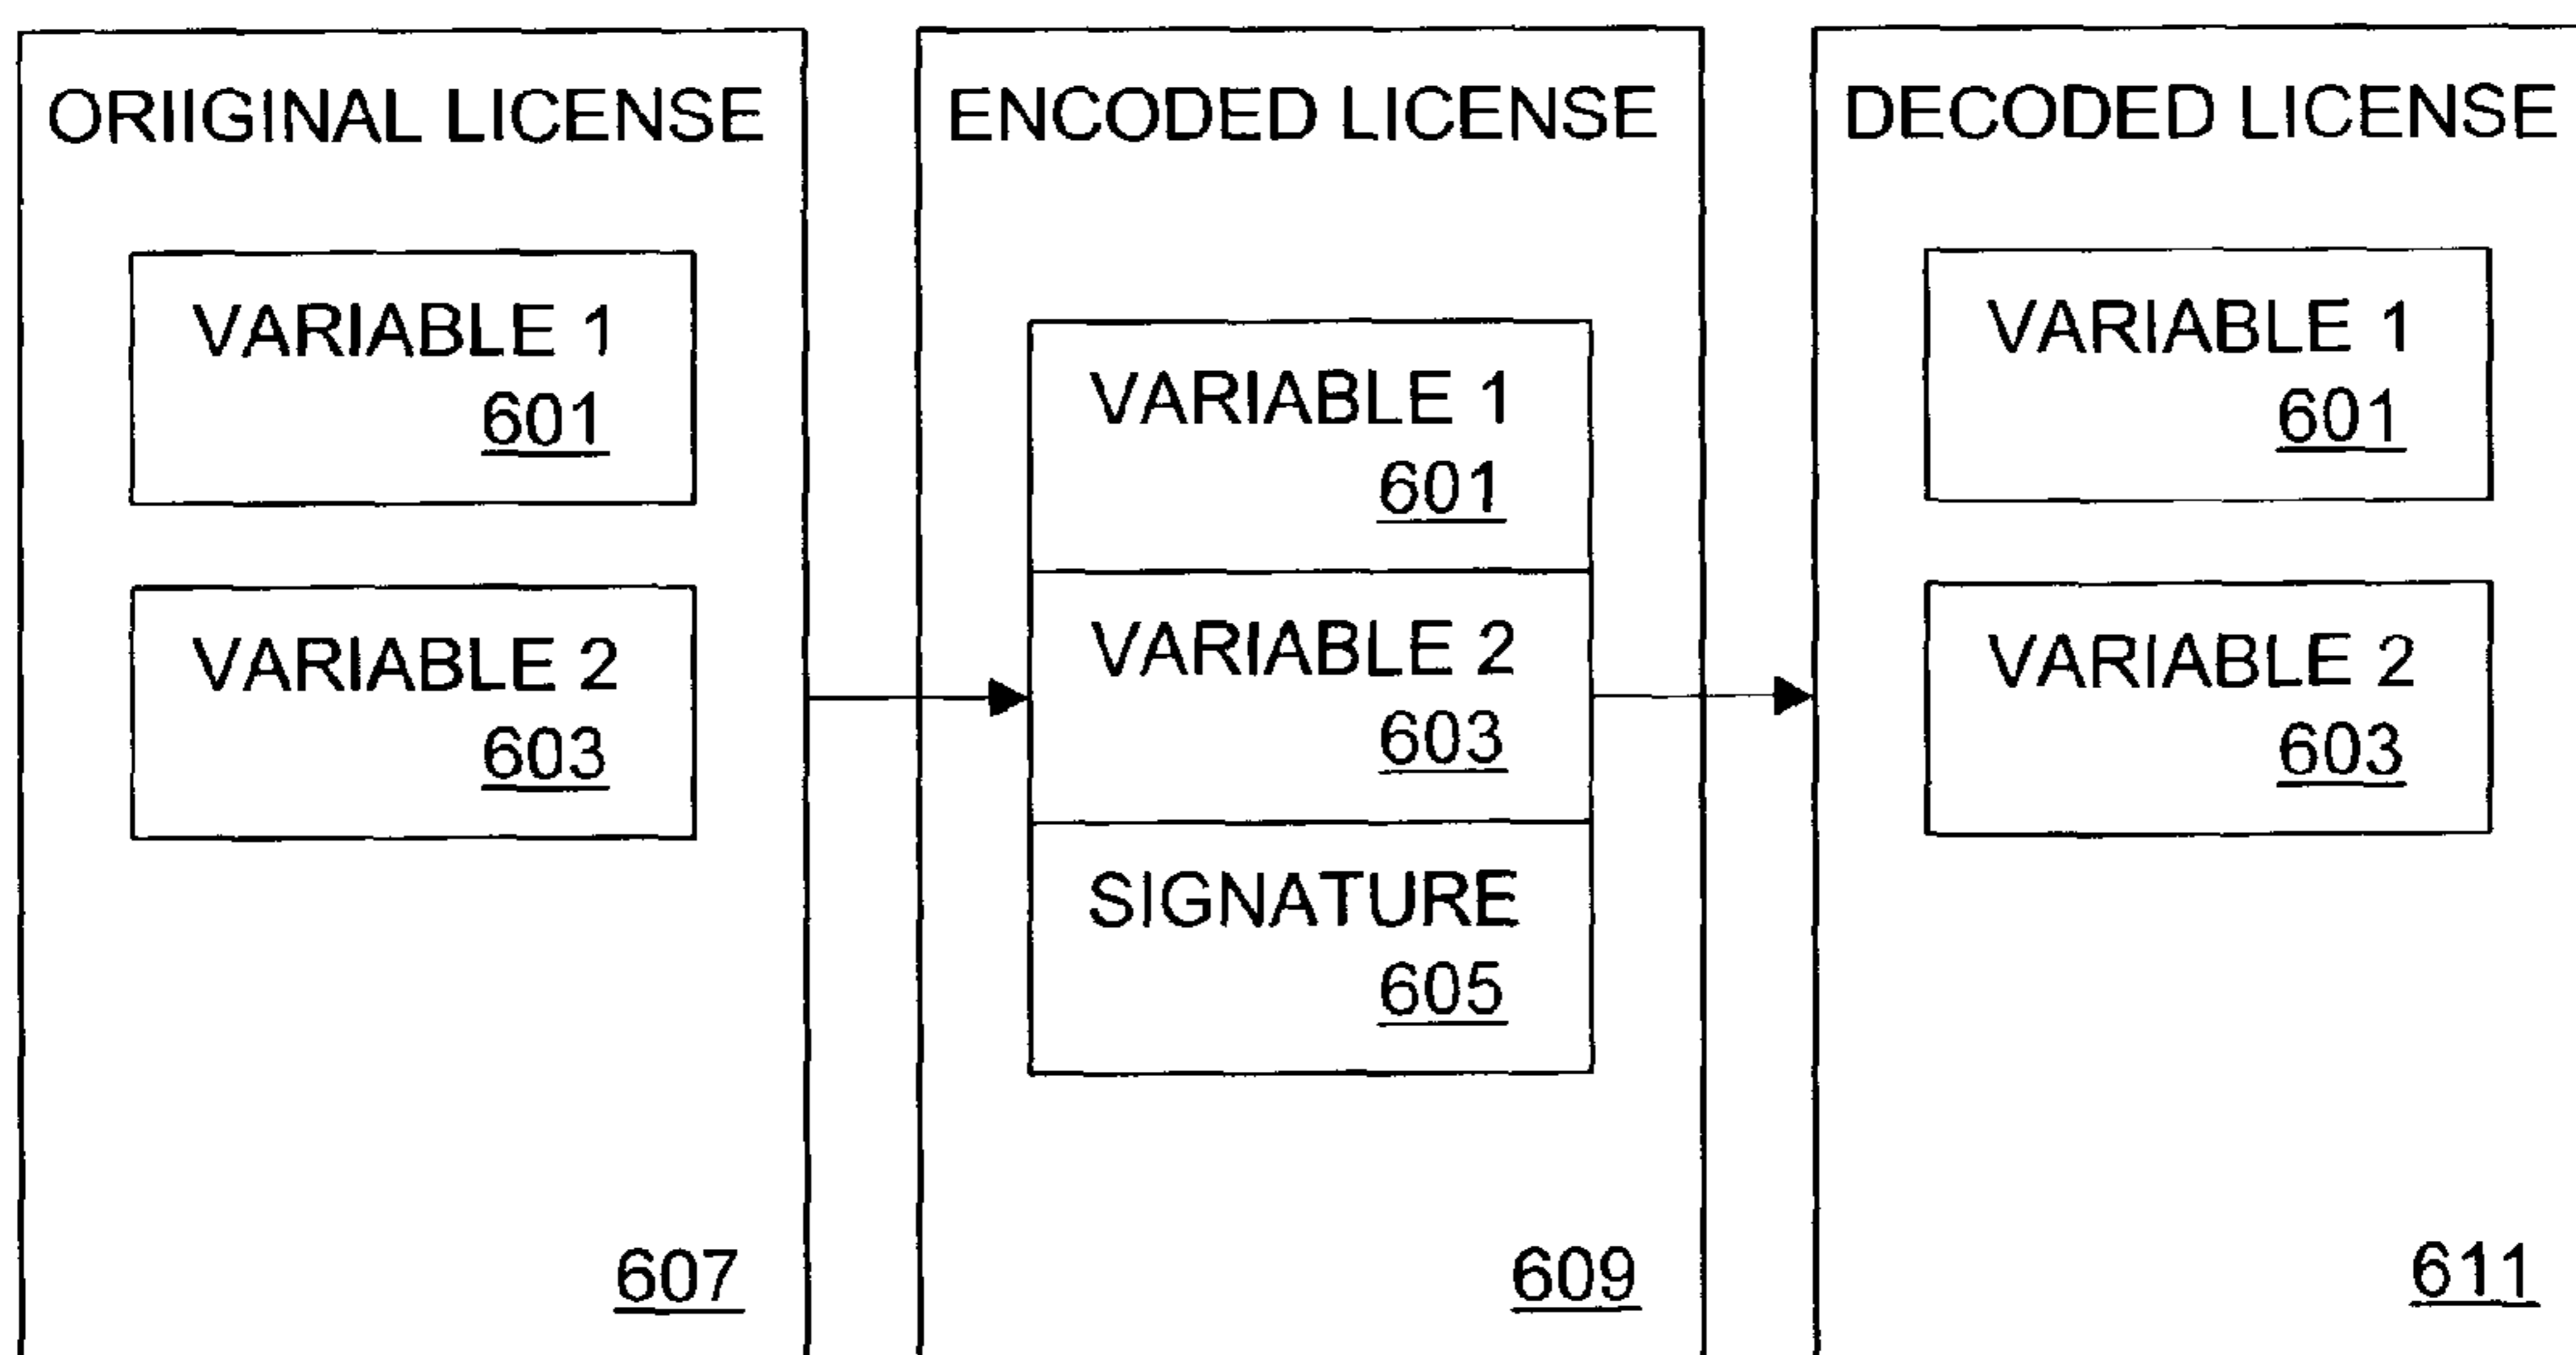 ORIIGINAL LICENSE
VARIABLE 1
601
VARIABLE 2
603
607
ENCODED LICENSE
VARIABLE 1
601
VARIABLE 2
603
SIGNATURE
605
609
DECODED LICENSE
VARIABLE 1
601
VARIABLE 2
603
611